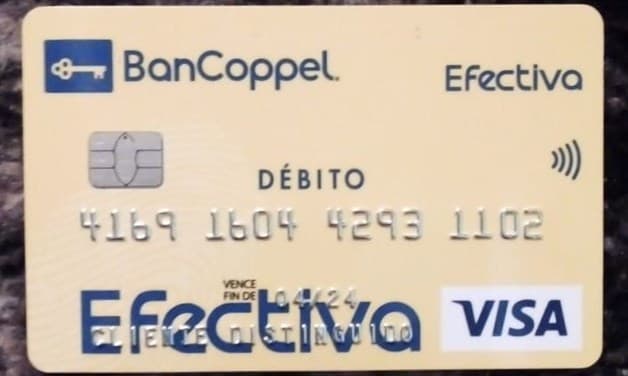 BanCoppel
Efectiva
DÉBITO
4169 1604 4293 1102
VENCE
FIN DE 04/24
Efectiva
CLIENTE DISTINGUIDO
VISA